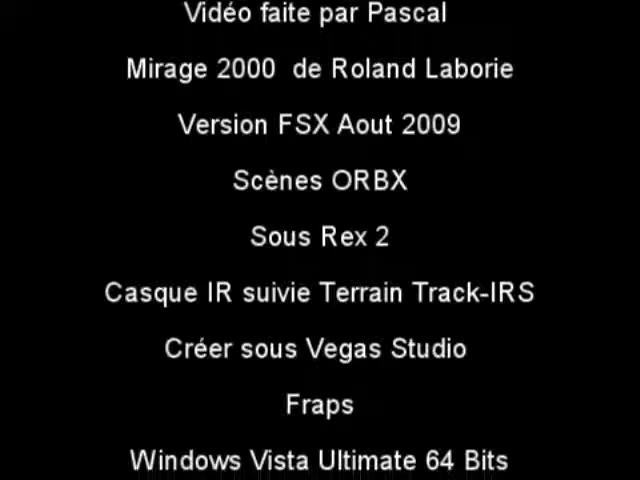 Vidéo faite par Pascal
Mirage 2000  de Roland Laborie
Version FSX Aout 2009
Scènes ORBX
Sous Rex 2
Casque IR suivie Terrain Track-IRS
Créer sous Vegas Studio
Fraps
Windows Vista Ultimate 64 Bits